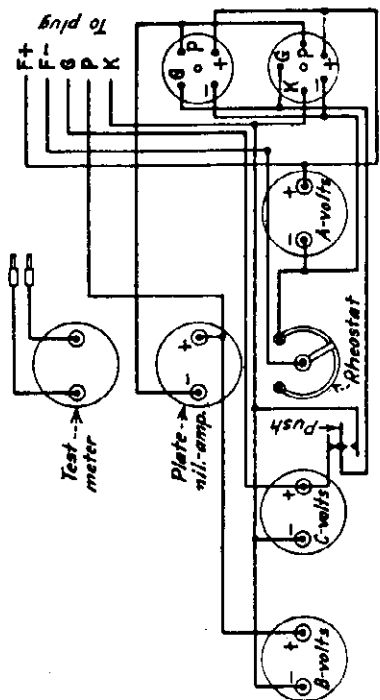 To plug
F+
F-
G
P
K
G
P
+
-
G
P
K
+
-
Test
meter
Plate
mil.-amp.
+
-
+
-
A-volts
Rheostat
Push
+
-
C-volts
+
-
B-volts